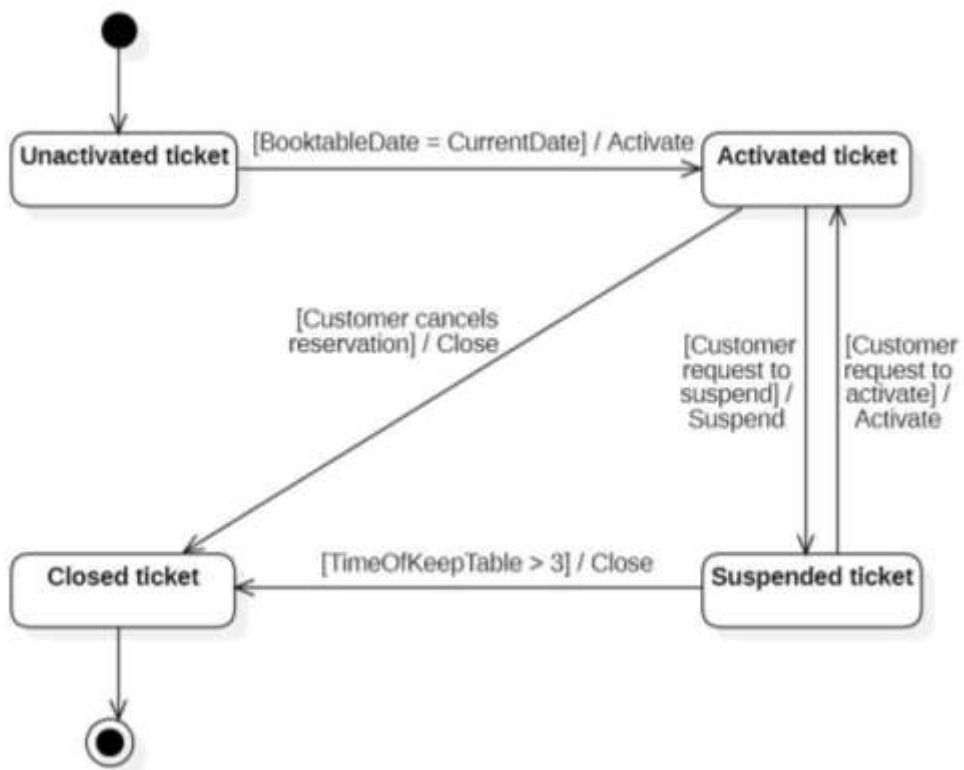 Unactivated ticket
[BooktableDate = CurrentDate] / Activate
Activated ticket
[Customer cancels
reservation] / Close
[Customer
request to
suspend] /
Suspend
[Customer
request to
activate] /
Activate
Closed ticket
[TimeOfKeepTable > 3] / Close
Suspended ticket